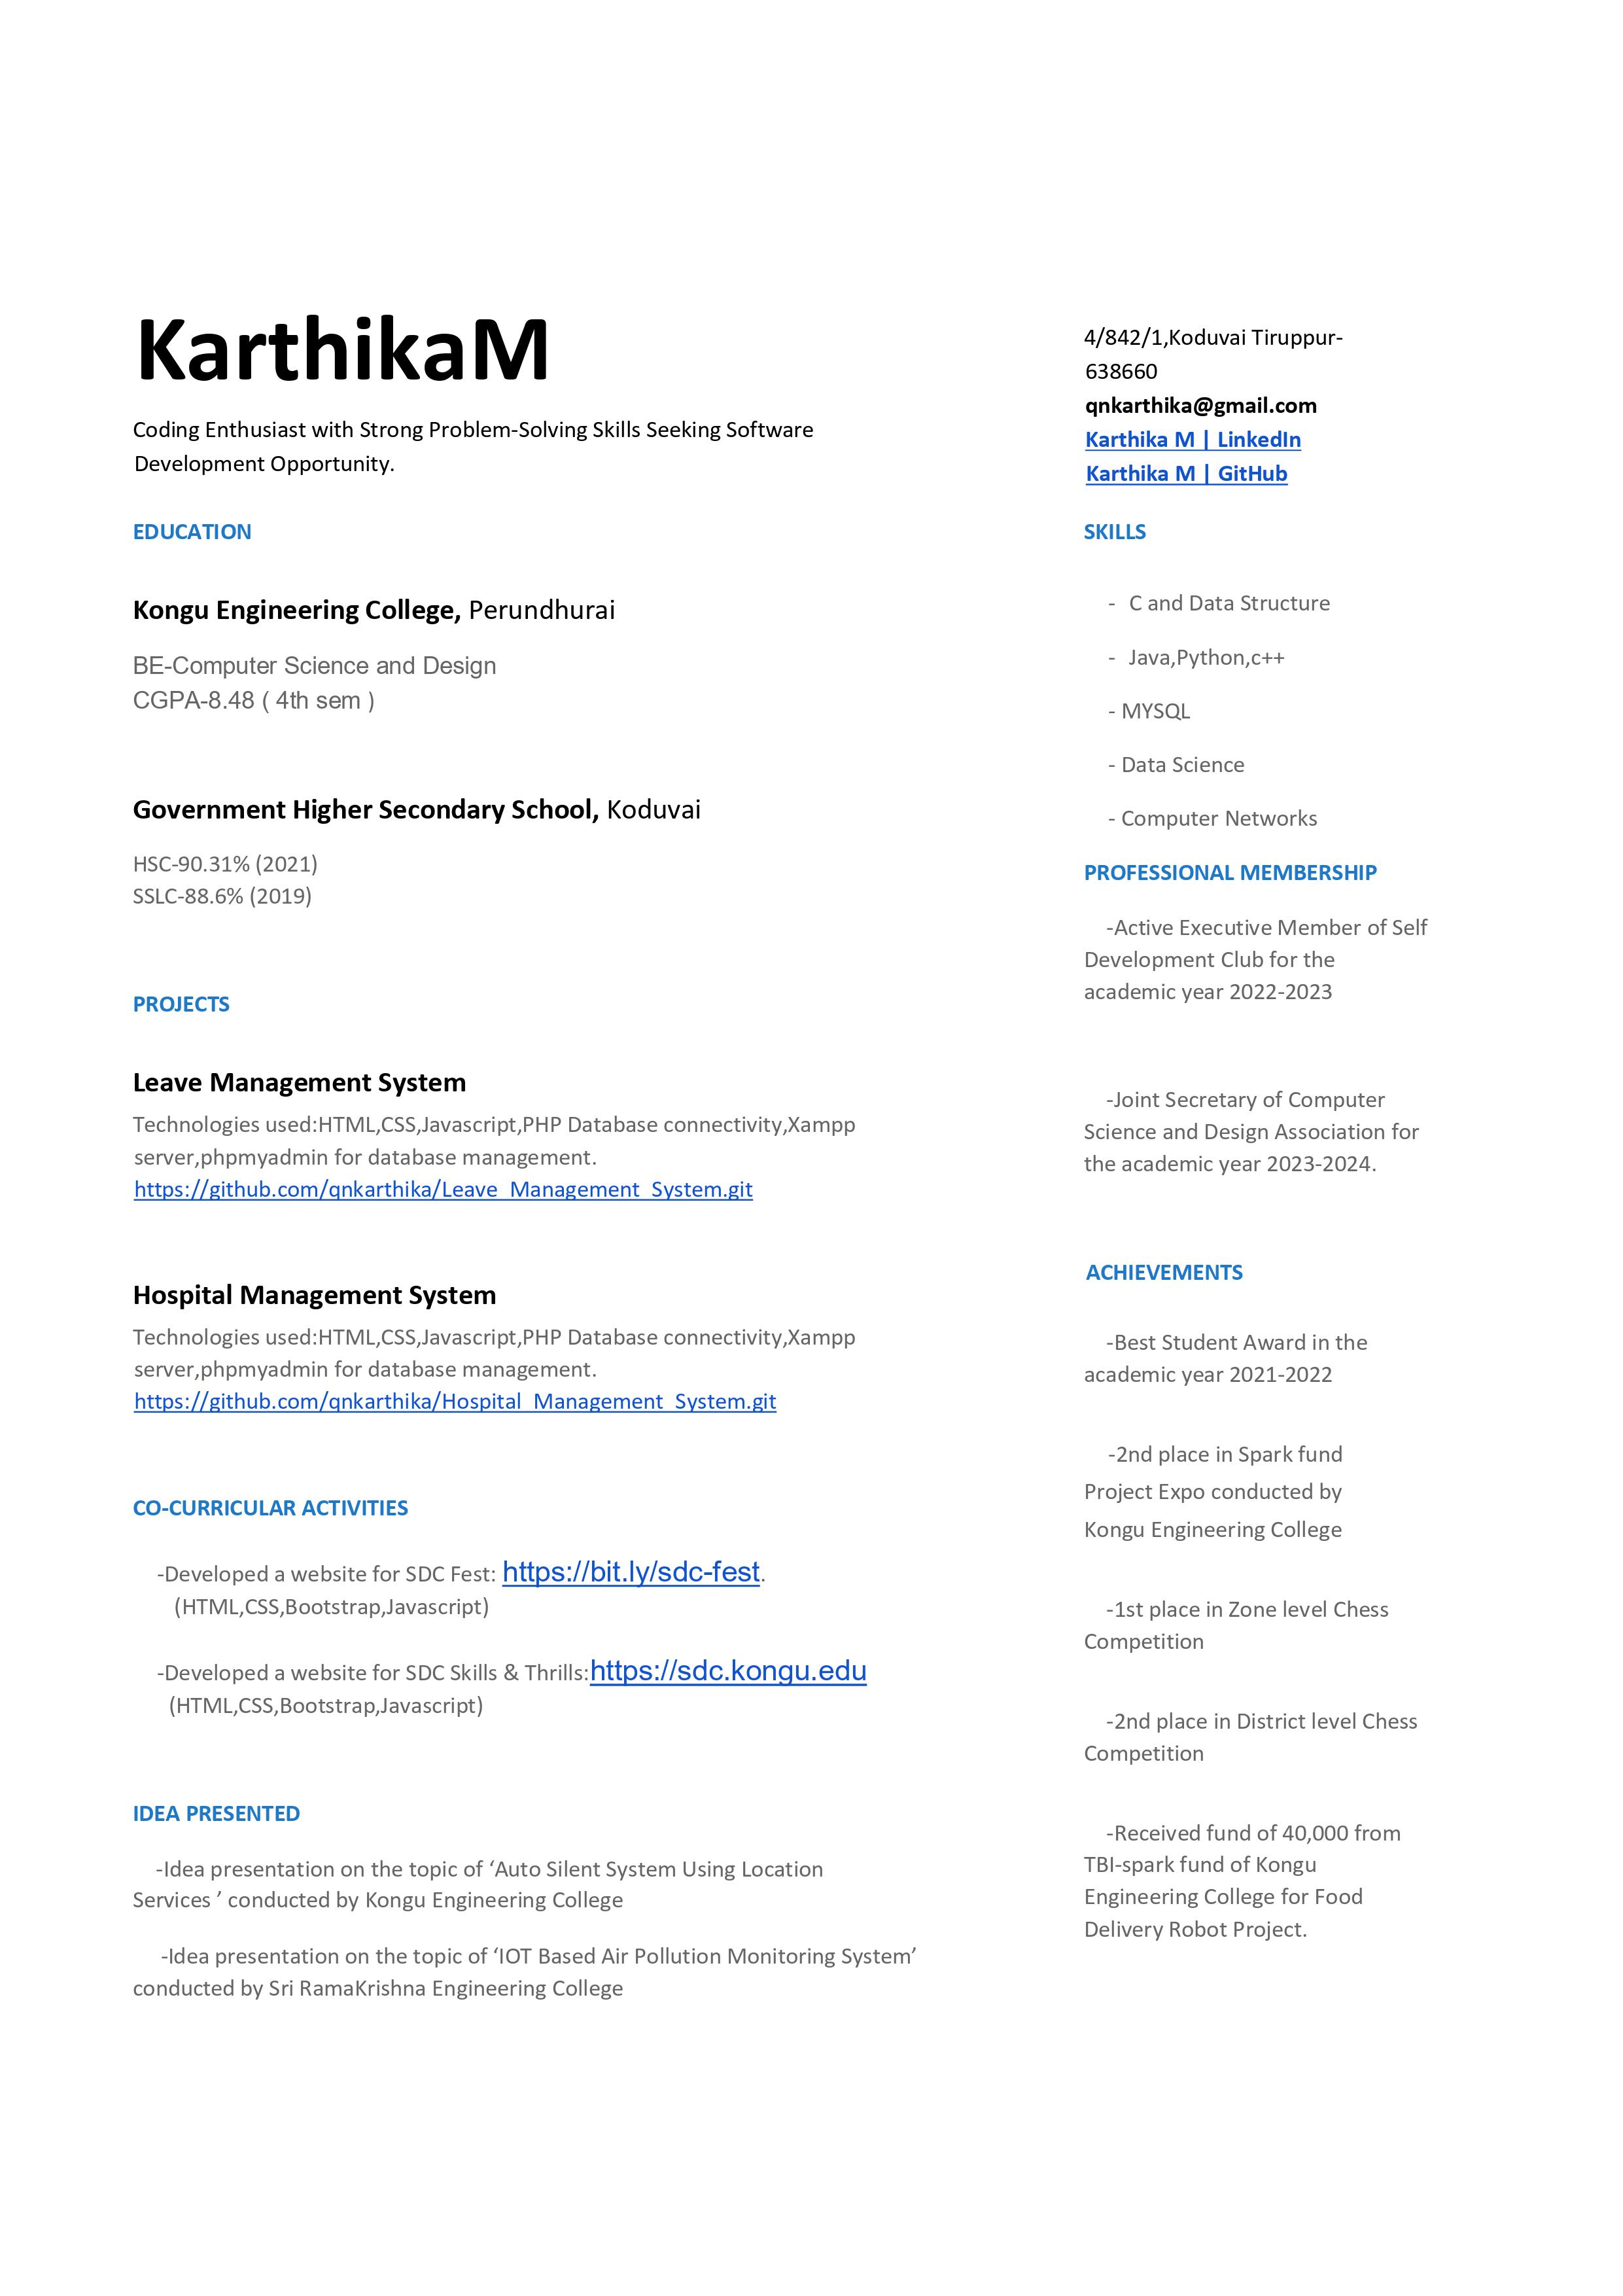 KarthikaM
Coding Enthusiast with Strong Problem-Solving Skills Seeking Software
Development Opportunity.
EDUCATION
Kongu Engineering College, Perundhurai
BE-Computer Science and Design
CGPA-8.48 ( 4th sem )
Government Higher Secondary School, Koduvai
HSC-90.31% (2021)
SSLC-88.6% (2019)
PROJECTS
Leave Management System
Technologies used:HTML,CSS,Javascript,PHP Database connectivity,Xampp
server,phpmyadmin for database management.
https://github.com/qnkarthika/Leave_Management_System.git
Hospital Management System
Technologies used:HTML,CSS,Javascript,PHP Database connectivity,Xampp
server,phpmyadmin for database management.
https://github.com/qnkarthika/Hospital_Management_System.git
CO-CURRICULAR ACTIVITIES
-Developed a website for SDC Fest: https://bit.ly/sdc-fest.
(HTML,CSS,Bootstrap,Javascript)
-Developed a website for SDC Skills & Thrills:https://sdc.kongu.edu
(HTML,CSS,Bootstrap,Javascript)
IDEA PRESENTED
-Idea presentation on the topic of ‘Auto Silent System Using Location
Services ’ conducted by Kongu Engineering College
-Idea presentation on the topic of ‘IOT Based Air Pollution Monitoring System’
conducted by Sri RamaKrishna Engineering College
4/842/1,Koduvai Tiruppur-
638660
qnkarthika@gmail.com
Karthika M | LinkedIn
Karthika M | GitHub
SKILLS
- C and Data Structure
- Java,Python,c++
- MYSQL
- Data Science
- Computer Networks
PROFESSIONAL MEMBERSHIP
-Active Executive Member of Self
Development Club for the
academic year 2022-2023
-Joint Secretary of Computer
Science and Design Association for
the academic year 2023-2024.
ACHIEVEMENTS
-Best Student Award in the
academic year 2021-2022
-2nd place in Spark fund
Project Expo conducted by
Kongu Engineering College
-1st place in Zone level Chess
Competition
-2nd place in District level Chess
Competition
-Received fund of 40,000 from
TBI-spark fund of Kongu
Engineering College for Food
Delivery Robot Project.